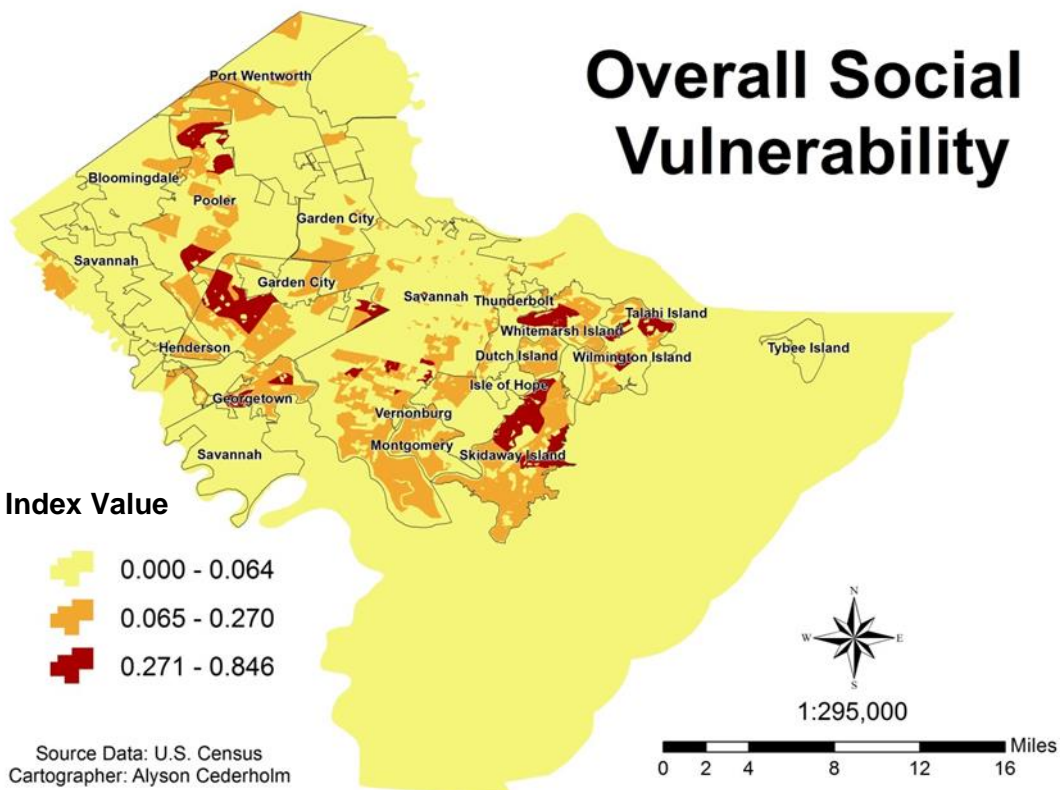 Overall Social
Vulnerability
Port Wentworth
Bloomingdale
Pooler
Garden City
Savannah
Garden City
Savannah
Thunderbolt
Talahi Island
Whitemarsh Island
Tybee Island
Henderson
Dutch Island
Wilmington Island
Isle of Hope
Georgetown
Vernonburg
Montgomery
Savannah
Skidaway Island
Index Value
0.000 - 0.064
0.065 - 0.270
0.271 - 0.846
N
W
E
S
1:295,000
Miles
0 2 4 8 12 16
Source Data: U.S. Census
Cartographer: Alyson Cederholm